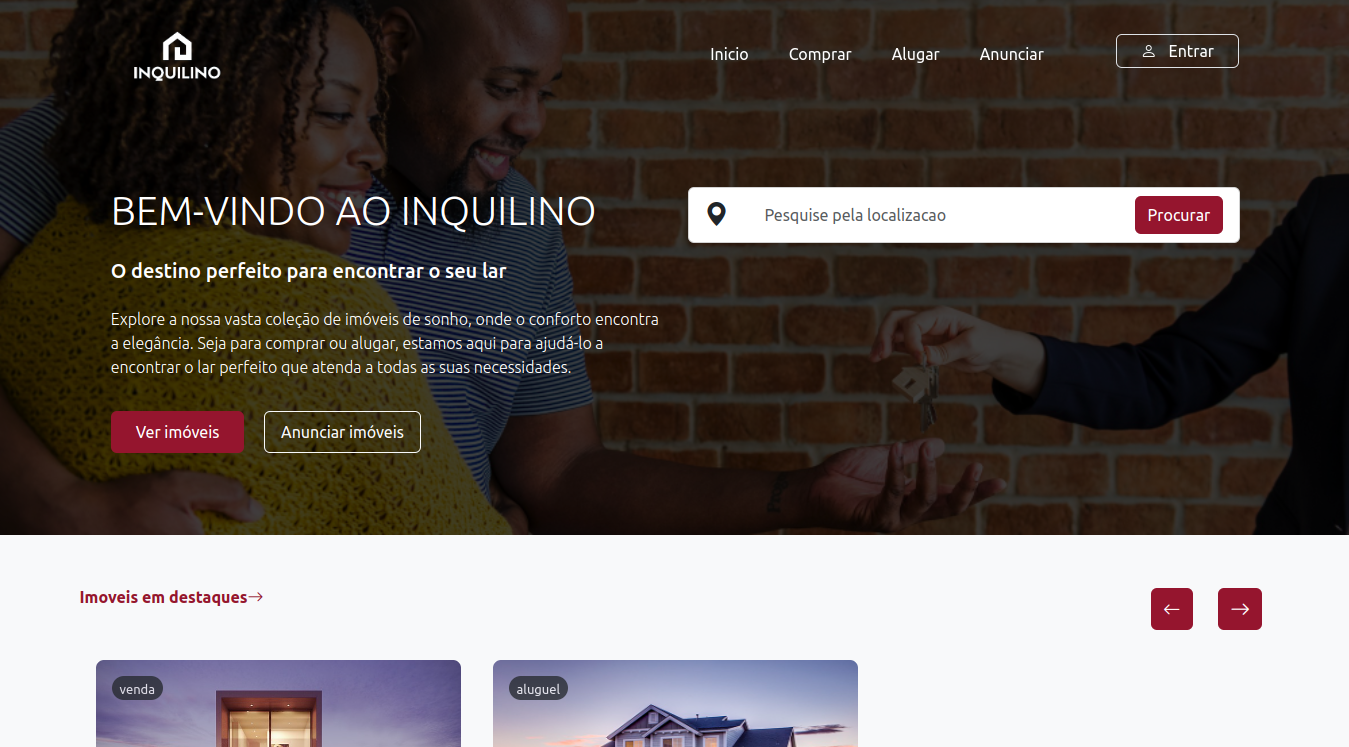 INQUILINO
Inicio
Comprar
Alugar
Anunciar
Entrar
BEM-VINDO AO INQUILINO
Pesquise pela localizacao
Procurar
O destino perfeito para encontrar o seu lar
Explore a nossa vasta coleção de imóveis de sonho, onde o conforto encontra
a elegância. Seja para comprar ou alugar, estamos aqui para ajudá-lo a
encontrar o lar perfeito que atenda a todas as suas necessidades.
Ver imóveis
Anunciar imóveis
Imoveis em destaques
venda
aluguel